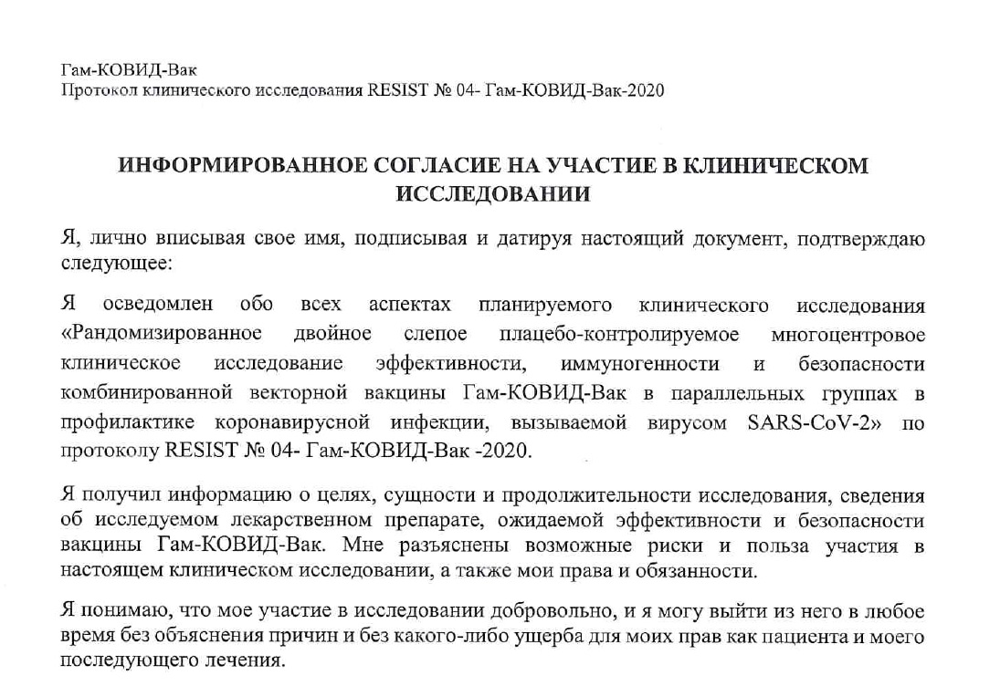 Гам-КОВИД-Вак
Протокол клинического исследования RESIST № 04- Гам-КОВИД-Вак-2020
ИНФОРМИРОВАННОЕ СОГЛАСИЕ НА УЧАСТИЕ В КЛИНИЧЕСКОМ
ИССЛЕДОВАНИИ
Я, лично вписывая свое имя, подписывая и датируя настоящий документ, подтверждаю
следующее:
Я осведомлен обо всех аспектах планируемого клинического исследования
«Рандомизированное двойное слепое плацебо-контролируемое многоцентровое
клиническое исследование эффективности, иммуногенности и безопасности
комбинированной векторной вакцины Гам-КОВИД-Вак в параллельных группах в
профилактике коронавирусной инфекции, вызываемой вирусом SARS-CoV-2» по
протоколу RESIST № 04- Гам-КОВИД-Вак -2020.
Я получил информацию о целях, сущности и продолжительности исследования, сведения
об исследуемом лекарственном препарате, ожидаемой эффективности и безопасности
вакцины Гам-КОВИД-Вак. Мне разъяснены возможные риски и польза участия в
настоящем клиническом исследовании, а также мои права и обязанности.
Я понимаю, что мое участие в исследовании добровольно, и я могу выйти из него в любое
время без объяснения причин и без какого-либо ущерба для моих прав как пациента и моего
последующего лечения.